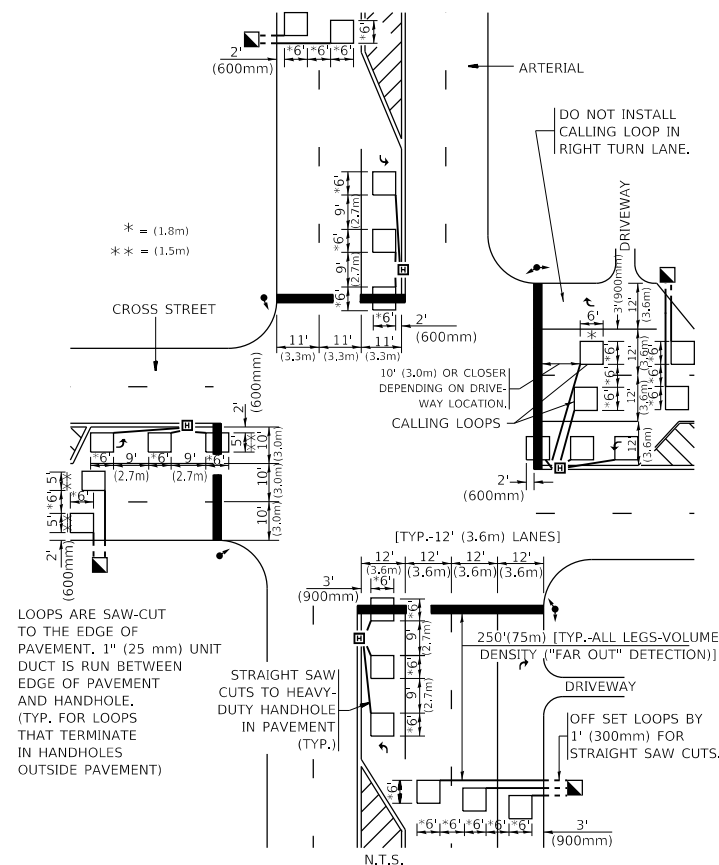 *6' *6' *6'
*6'
2'
(600mm)
ARTERIAL
DO NOT INSTALL
CALLING LOOP IN
RIGHT TURN LANE.
* = (1.8m)
** = (1.5m)
*6'
9'
(2.7m)
*6'
9'
(2.7m)
*6'
H
*6'
2'
(600mm)
11' 11' 11'
(3.3m) (3.3m) (3.3m)
CROSS STREET
DRIVEWAY
3'(900mm)
12'
(3.6m)
6'
*
*6'
*6'
*6'
12'
(3.6m)
12'
(3.6m)
12'
(3.6m)
*6'
*6'
*6'
10' (3.0m) OR CLOSER
DEPENDING ON DRIVE-
WAY LOCATION.
CALLING LOOPS
H
2'
(600mm)
2'
(600mm)
H
5'
**
10'
(3.0m)
10'
(3.0m)
10'
(3.0m)
*6' 9' *6' 9' *6'
(2.7m) (2.7m)
5'
**
*6'
*6'
5'
**
2'
(600mm)
[TYP.-12' (3.6m) LANES]
12' 12' 12' 12'
(3.6m) (3.6m) (3.6m) (3.6m)
*6'
3'
(900mm)
*6'
9'
(2.7m)
*6'
9'
(2.7m)
*6'
H
250'(75m) [TYP.-ALL LEGS-VOLUME
DENSITY ("FAR OUT" DETECTION)]
DRIVEWAY
LOOPS ARE SAW-CUT
TO THE EDGE OF
PAVEMENT. 1" (25 mm) UNIT
DUCT IS RUN BETWEEN
EDGE OF PAVEMENT
AND HANDHOLE.
(TYP. FOR LOOPS
THAT TERMINATE
IN HANDHOLES
OUTSIDE PAVEMENT)
STRAIGHT SAW
CUTS TO HEAVY-
DUTY HANDHOLE
IN PAVEMENT
(TYP.)
OFF SET LOOPS BY
1' (300mm) FOR
STRAIGHT SAW CUTS.
*6'
*6' *6' *6' *6' *6'
3'
(900mm)
N.T.S.